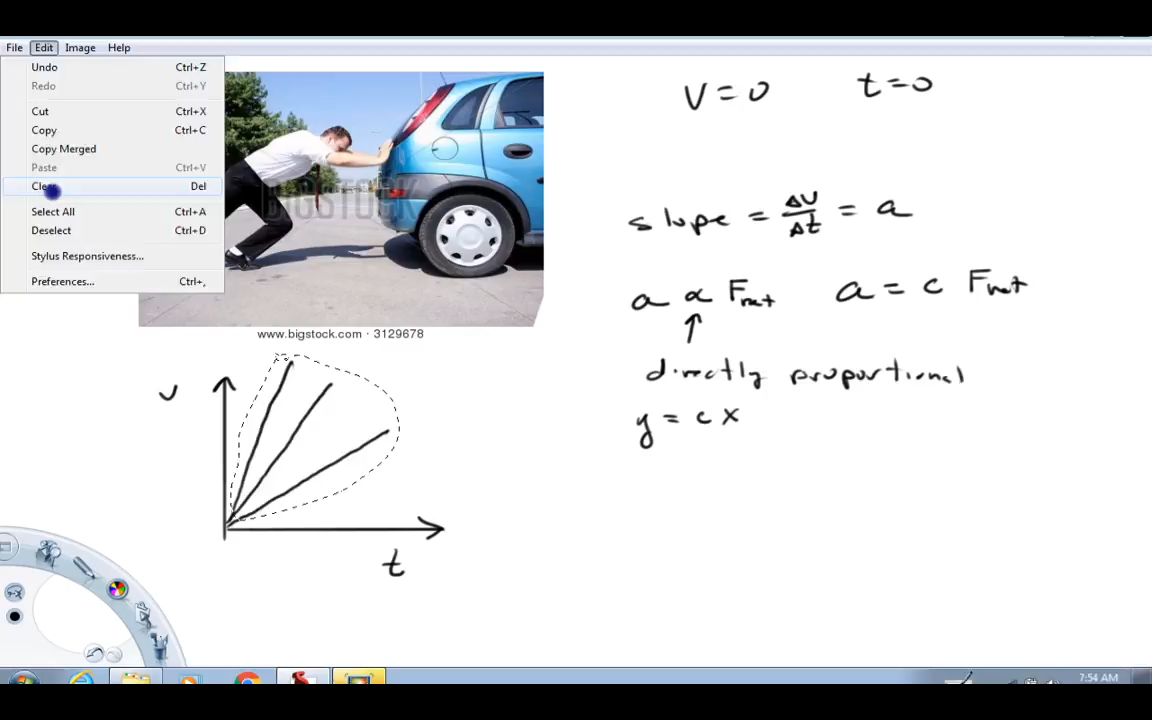 File Edit Image Help
Undo Ctrl+Z
Redo Ctrl+Y
Cut Ctrl+X
Copy Ctrl+C
Copy Merged
Paste Ctrl+V
Del
Select All Ctrl+A
Deselect Ctrl+D
Stylus Responsiveness...
Preferences... Ctrl+,
BIGSTOCK
www.bigstock.com · 3129678
v
t
v = 0 t = 0
slope = Δv/Δt = a
a ∝ Fnet a = c Fnet
↑
directly proportional
y = c x
7:54 AM